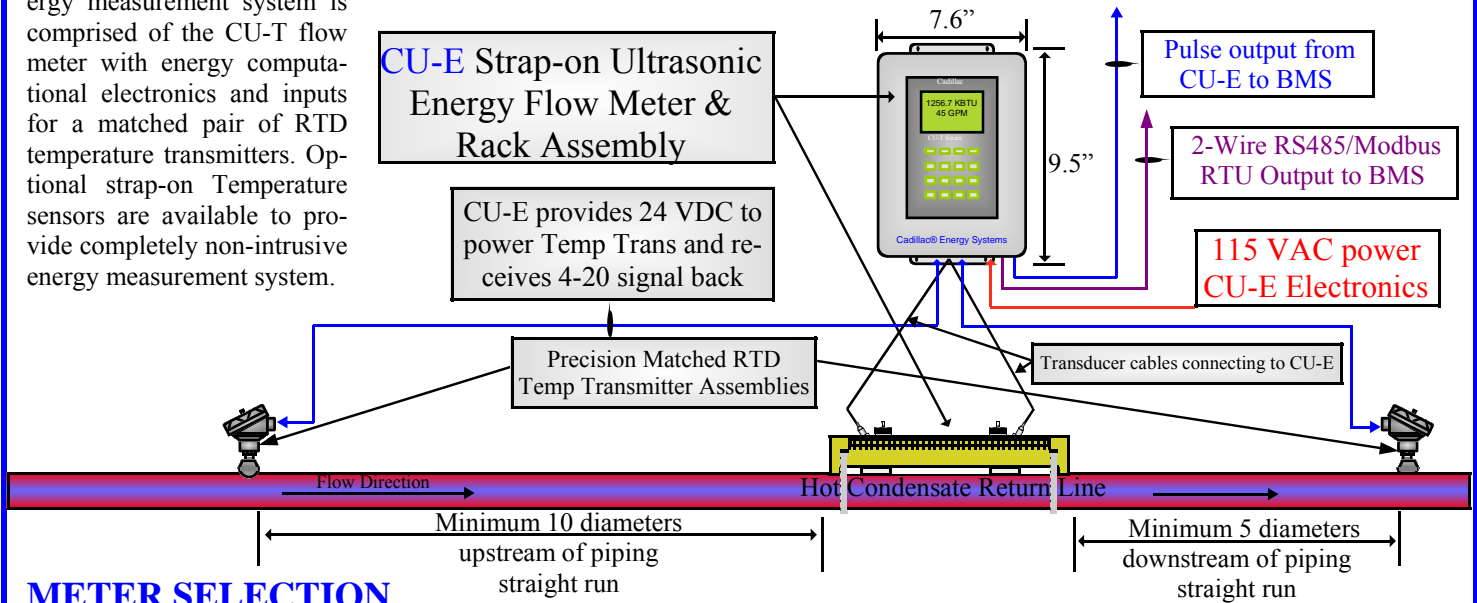 ergy measurement system is
comprised of the CU-T flow
meter with energy computa-
tional electronics and inputs
for a matched pair of RTD
temperature transmitters. Op-
tional strap-on Temperature
sensors are available to pro-
vide completely non-intrusive
energy measurement system.
CU-E Strap-on Ultrasonic
Energy Flow Meter &
Rack Assembly
7.6”
9.5”
Cadillac
1256.7 KBTU
45 GPM
CU-T Series
Cadillac® Energy Systems
Pulse output from
CU-E to BMS
2-Wire RS485/Modbus
RTU Output to BMS
115 VAC power
CU-E Electronics
CU-E provides 24 VDC to
power Temp Trans and re-
ceives 4-20 signal back
Precision Matched RTD
Temp Transmitter Assemblies
Transducer cables connecting to CU-E
Flow Direction
Hot Condensate Return Line
Minimum 10 diameters
upstream of piping
straight run
Minimum 5 diameters
downstream of piping
straight run
METER SELECTION